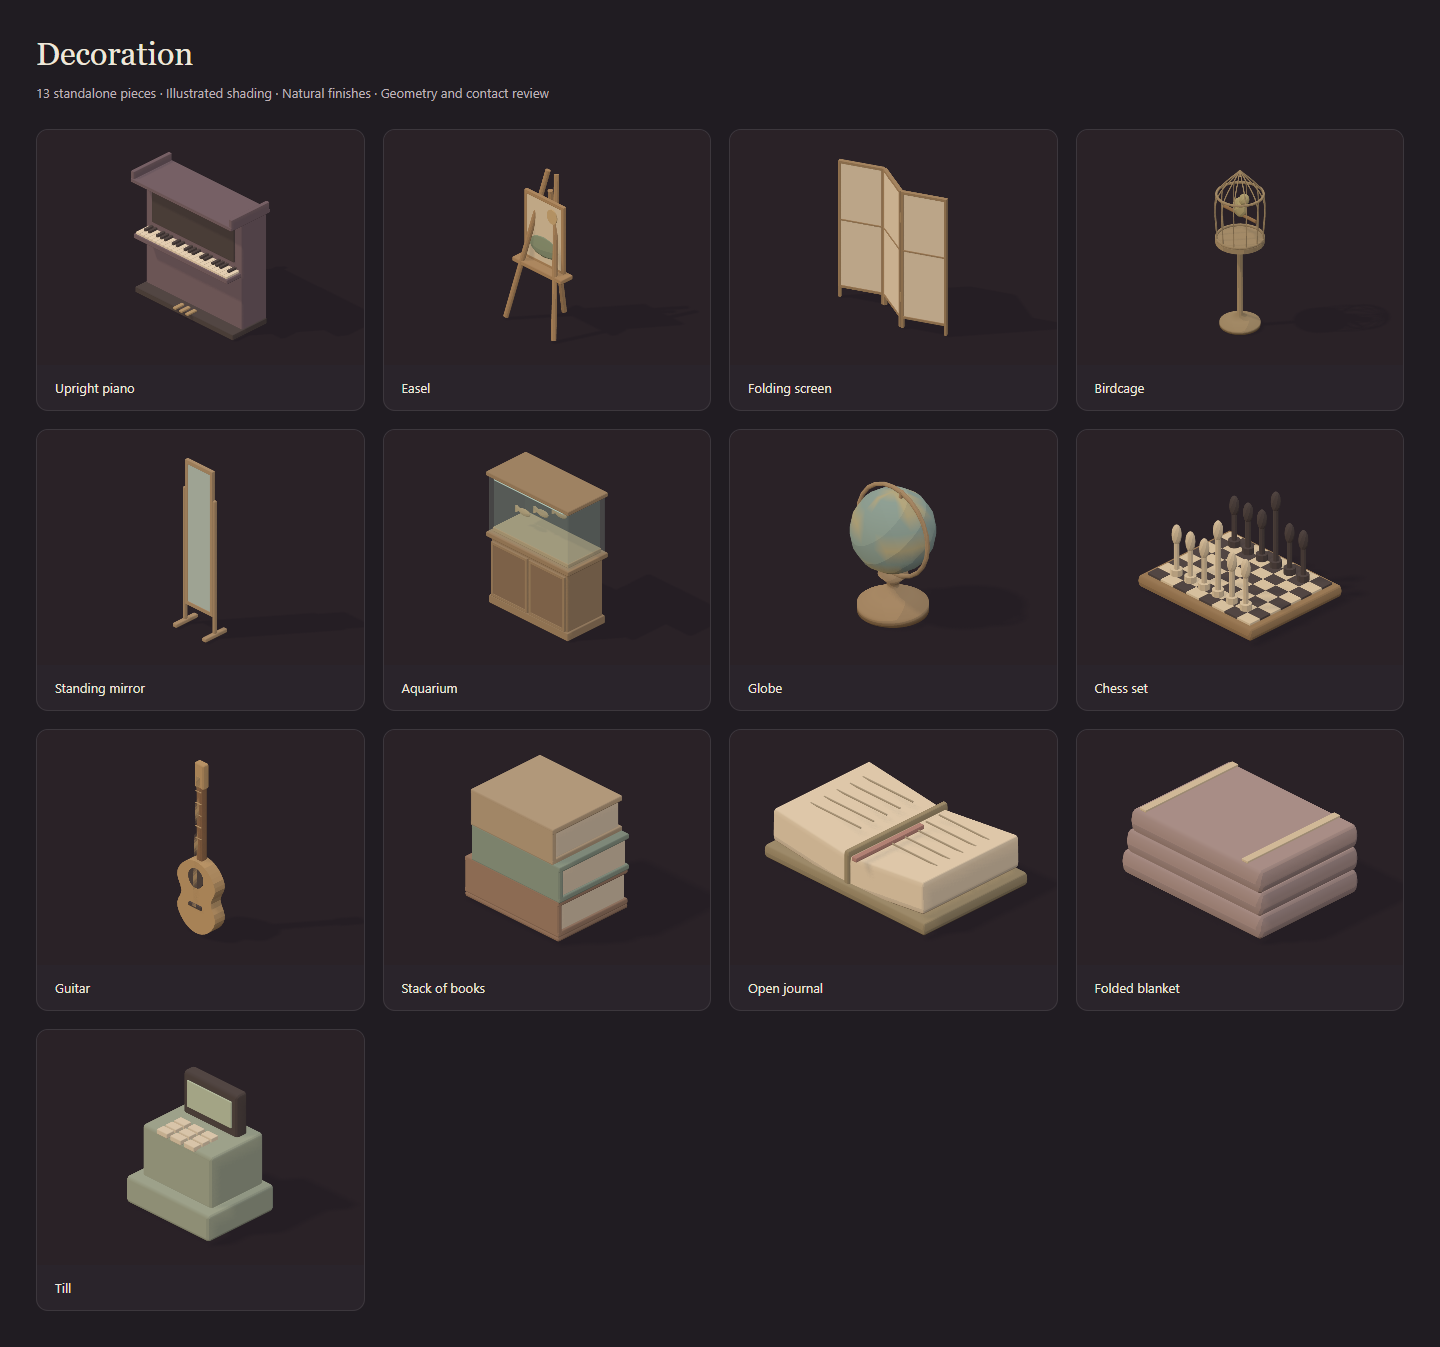 Decoration
13 standalone pieces · Illustrated shading · Natural finishes · Geometry and contact review
Upright piano
Easel
Folding screen
Birdcage
Standing mirror
Aquarium
Globe
Chess set
Guitar
Stack of books
Open journal
Folded blanket
Till